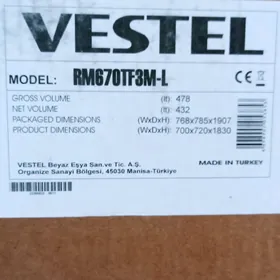 VESTEL
MODEL: RM670TF3M-L
GROSS VOLUME (lt): 478
NET VOLUME (lt): 432
PACKAGED DIMENSIONS (WxDxH): 768x785x1907
PRODUCT DIMENSIONS (WxDxH): 700x720x1830
VESTEL Beyaz Eşya San.ve Tic. A.Ş.
Organize Sanayi Bölgesi, 45030 Manisa-Türkiye
MADE IN TURKEY
CE